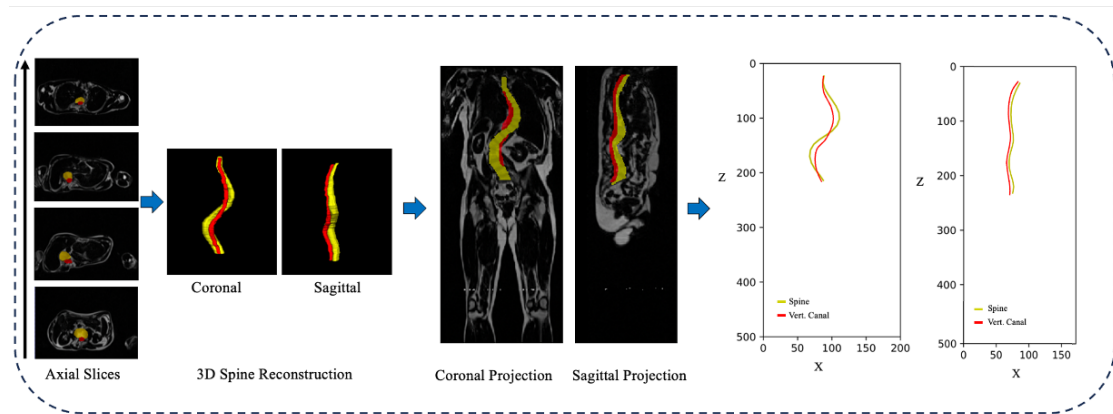 Axial Slices
Coronal
Sagittal
3D Spine Reconstruction
Coronal Projection
Sagittal Projection
0
100
200
300
400
500
Z
Spine
Vert. Canal
0
50
100
150
200
X
0
100
200
300
400
500
Z
Spine
Vert. Canal
0
50
100
150
X